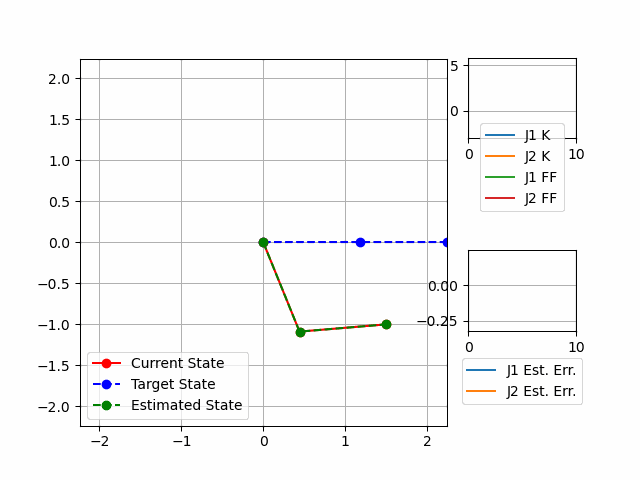 2.0
1.5
1.0
0.5
0.0
−0.5
−1.0
−1.5
−2.0
−2
−1
0
1
2
Current State
Target State
Estimated State
5
0
0
10
J1 K
J2 K
J1 FF
J2 FF
0.00
−0.25
0
10
J1 Est. Err.
J2 Est. Err.